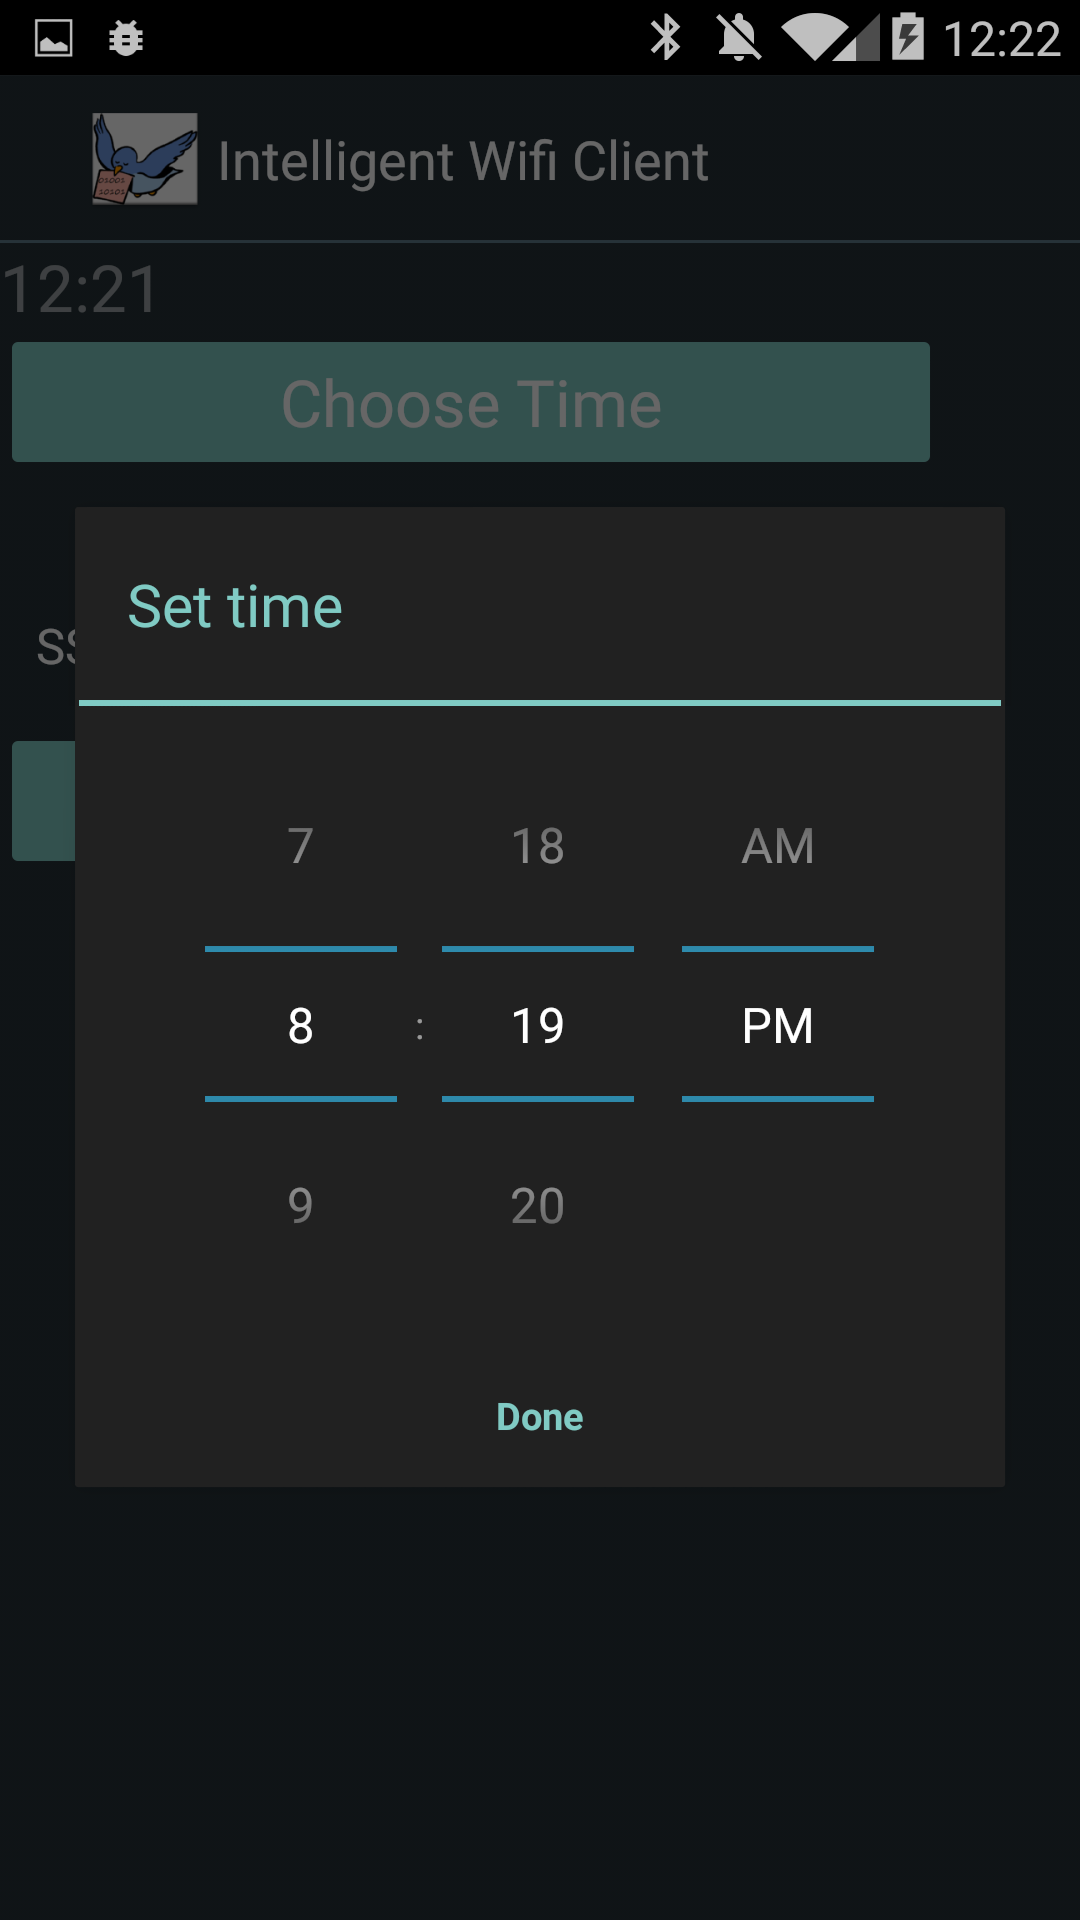 12:22
Intelligent Wifi Client
12:21
Choose Time
Set time
7 18 AM
8 : 19 PM
9 20
Done